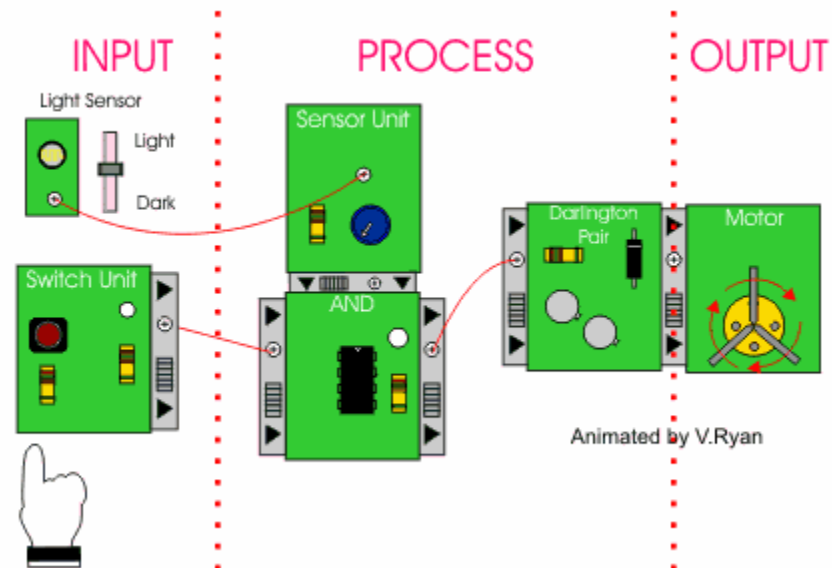 INPUT
PROCESS
OUTPUT
Light Sensor
Light
Dark
Sensor Unit
Switch Unit
AND
Darlington
Pair
Motor
Animated by V.Ryan